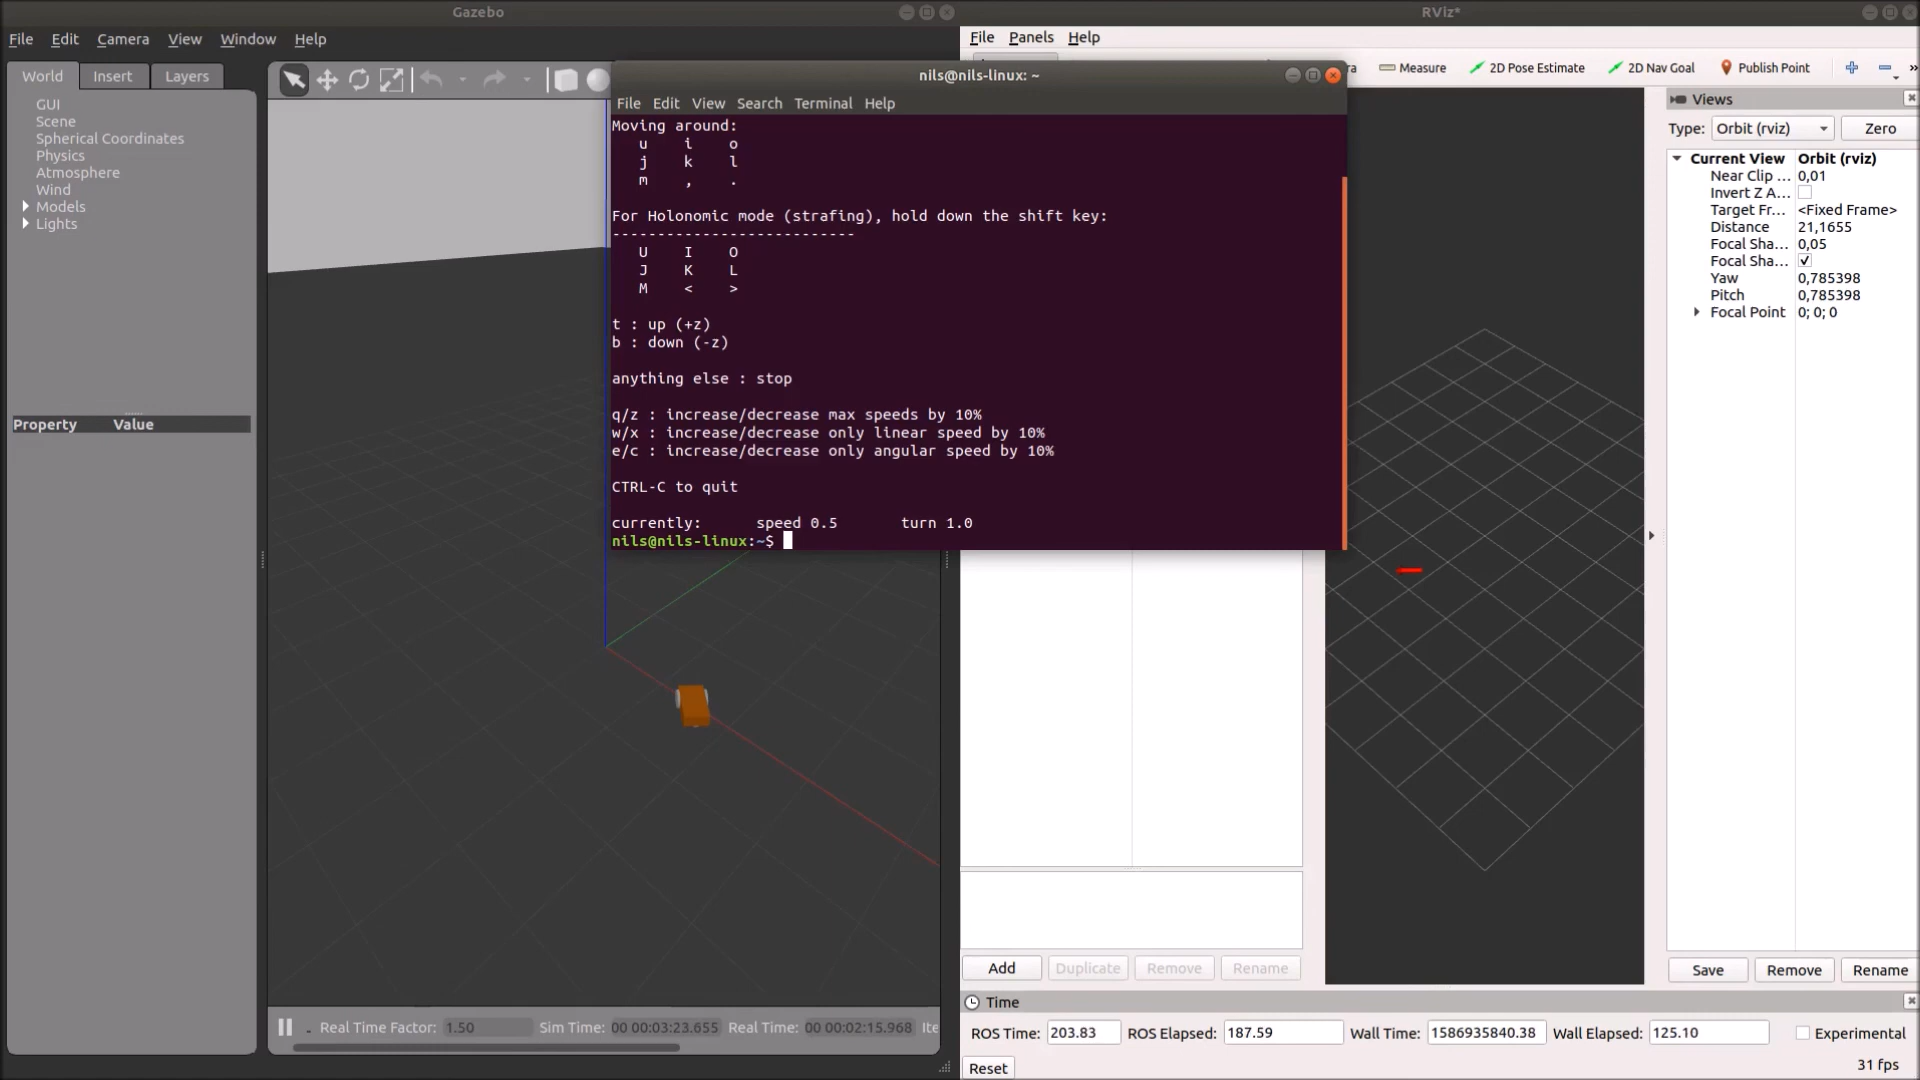 Gazebo
File Edit Camera View Window Help
World Insert Layers
GUI
Scene
Spherical Coordinates
Physics
Atmosphere
Wind
Models
Lights
Property Value
Real Time Factor: 1.50 Sim Time: 00 00:03:23.655 Real Time: 00 00:02:15.968 Ite
nils@nils-linux: ~
File Edit View Search Terminal Help
Moving around:
u i o
j k l
m , .
For Holonomic mode (strafing), hold down the shift key:
---------------------------
U I O
J K L
M < >
t : up (+z)
b : down (-z)
anything else : stop
q/z : increase/decrease max speeds by 10%
w/x : increase/decrease only linear speed by 10%
e/c : increase/decrease only angular speed by 10%
CTRL-C to quit
currently: speed 0.5 turn 1.0
nils@nils-linux:~$
RViz*
File Panels Help
ra Measure 2D Pose Estimate 2D Nav Goal Publish Point »
Views
Type: Orbit (rviz) Zero
Current View Orbit (rviz)
Near Clip ... 0,01
Invert Z A...
Target Fr... <Fixed Frame>
Distance 21,1655
Focal Sha... 0,05
Focal Sha... ✓
Yaw 0,785398
Pitch 0,785398
Focal Point 0; 0; 0
Add Duplicate Remove Rename
Save Remove Rename
Time
ROS Time: 203.83 ROS Elapsed: 187.59 Wall Time: 1586935840.38 Wall Elapsed: 125.10 Experimental
Reset
31 fps